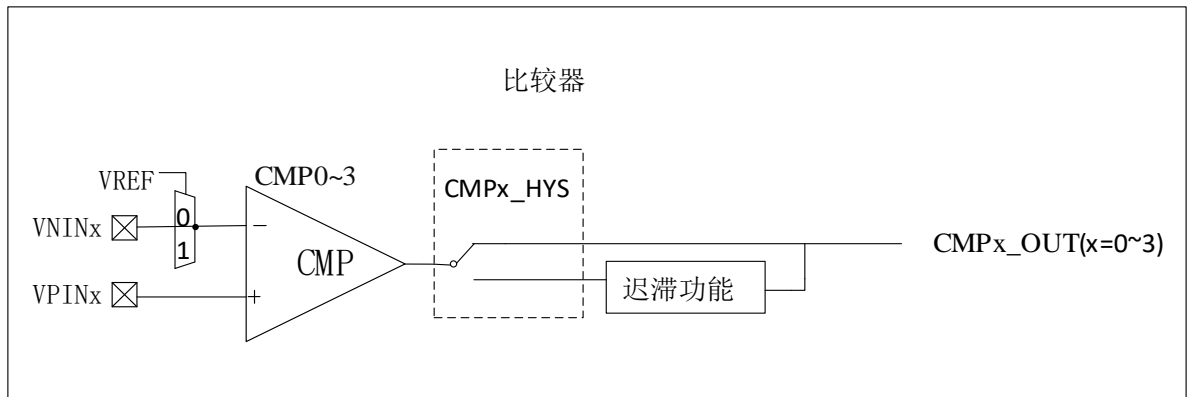 比较器
VREF
CMP0~3
CMPx_HYS
VNINx
0
1
−
CMP
CMPx_OUT(x=0~3)
VPINx
+
迟滞功能